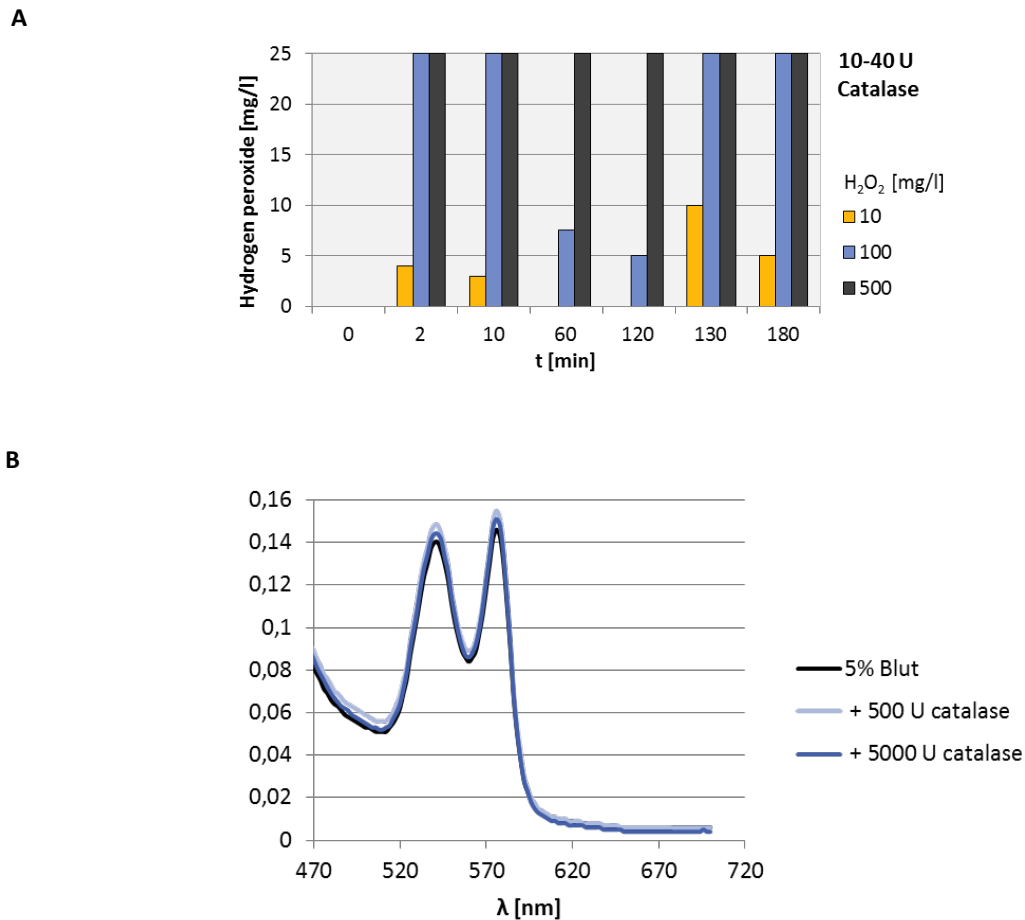 A
10-40 U
Catalase
Hydrogen peroxide [mg/l]
25
20
15
10
5
0
0 2 10 60 120 130 180
t [min]
H₂O₂ [mg/l]
10
100
500
B
0,16
0,14
0,12
0,1
0,08
0,06
0,04
0,02
0
470 520 570 620 670 720
λ [nm]
5% Blut
+ 500 U catalase
+ 5000 U catalase